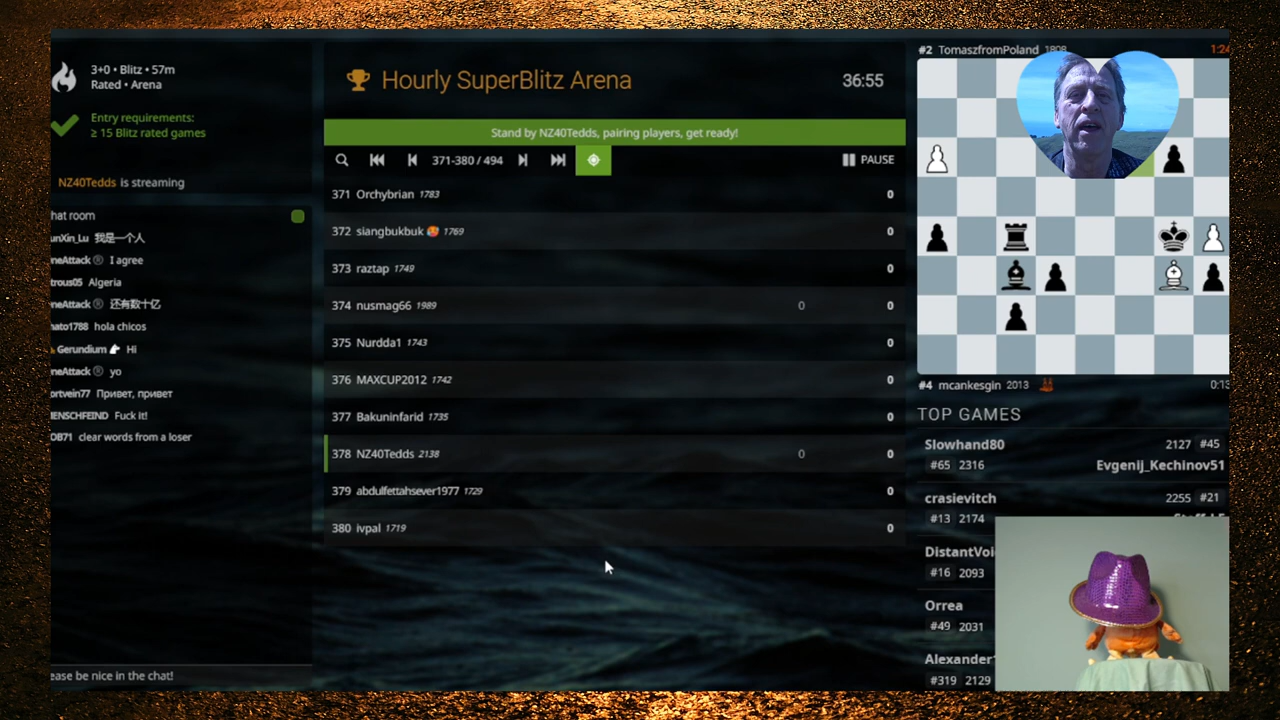 3+0 • Blitz • 57m
Rated • Arena
Entry requirements:
≥ 15 Blitz rated games
NZ40Tedds is streaming
hat room
unXin_Lu 我是一个人
neAttack ® I agree
trous05 Algeria
neAttack ® 还有数十亿
nato1788 hola chicos
Gerundium Hi
neAttack ® yo
ortvein77 Привет, привет
ENSCHFEIND Fuck it!
OB71 clear words from a loser
ease be nice in the chat!
Hourly SuperBlitz Arena 36:55
Stand by NZ40Tedds, pairing players, get ready!
371-380 / 494 PAUSE
371 Orchybrian 1783 0
372 siangbukbuk 1769 0
373 raztap 1749 0
374 nusmag66 1989 0 0
375 Nurdda1 1743 0
376 MAXCUP2012 1742 0
377 Bakuninfarid 1735 0
378 NZ40Tedds 2138 0 0
379 abdulfettahsever1977 1729 0
380 ivpal 1719 0
#2 TomaszfromPoland 1808 1:24
#4 mcankesgin 2013 0:13
TOP GAMES
Slowhand80 2127 #45
#65 2316 Evgenij_Kechinov51
crasievitch 2255 #21
#13 2174
DistantVoi
#16 2093
Orrea
#49 2031
Alexander
#319 2129